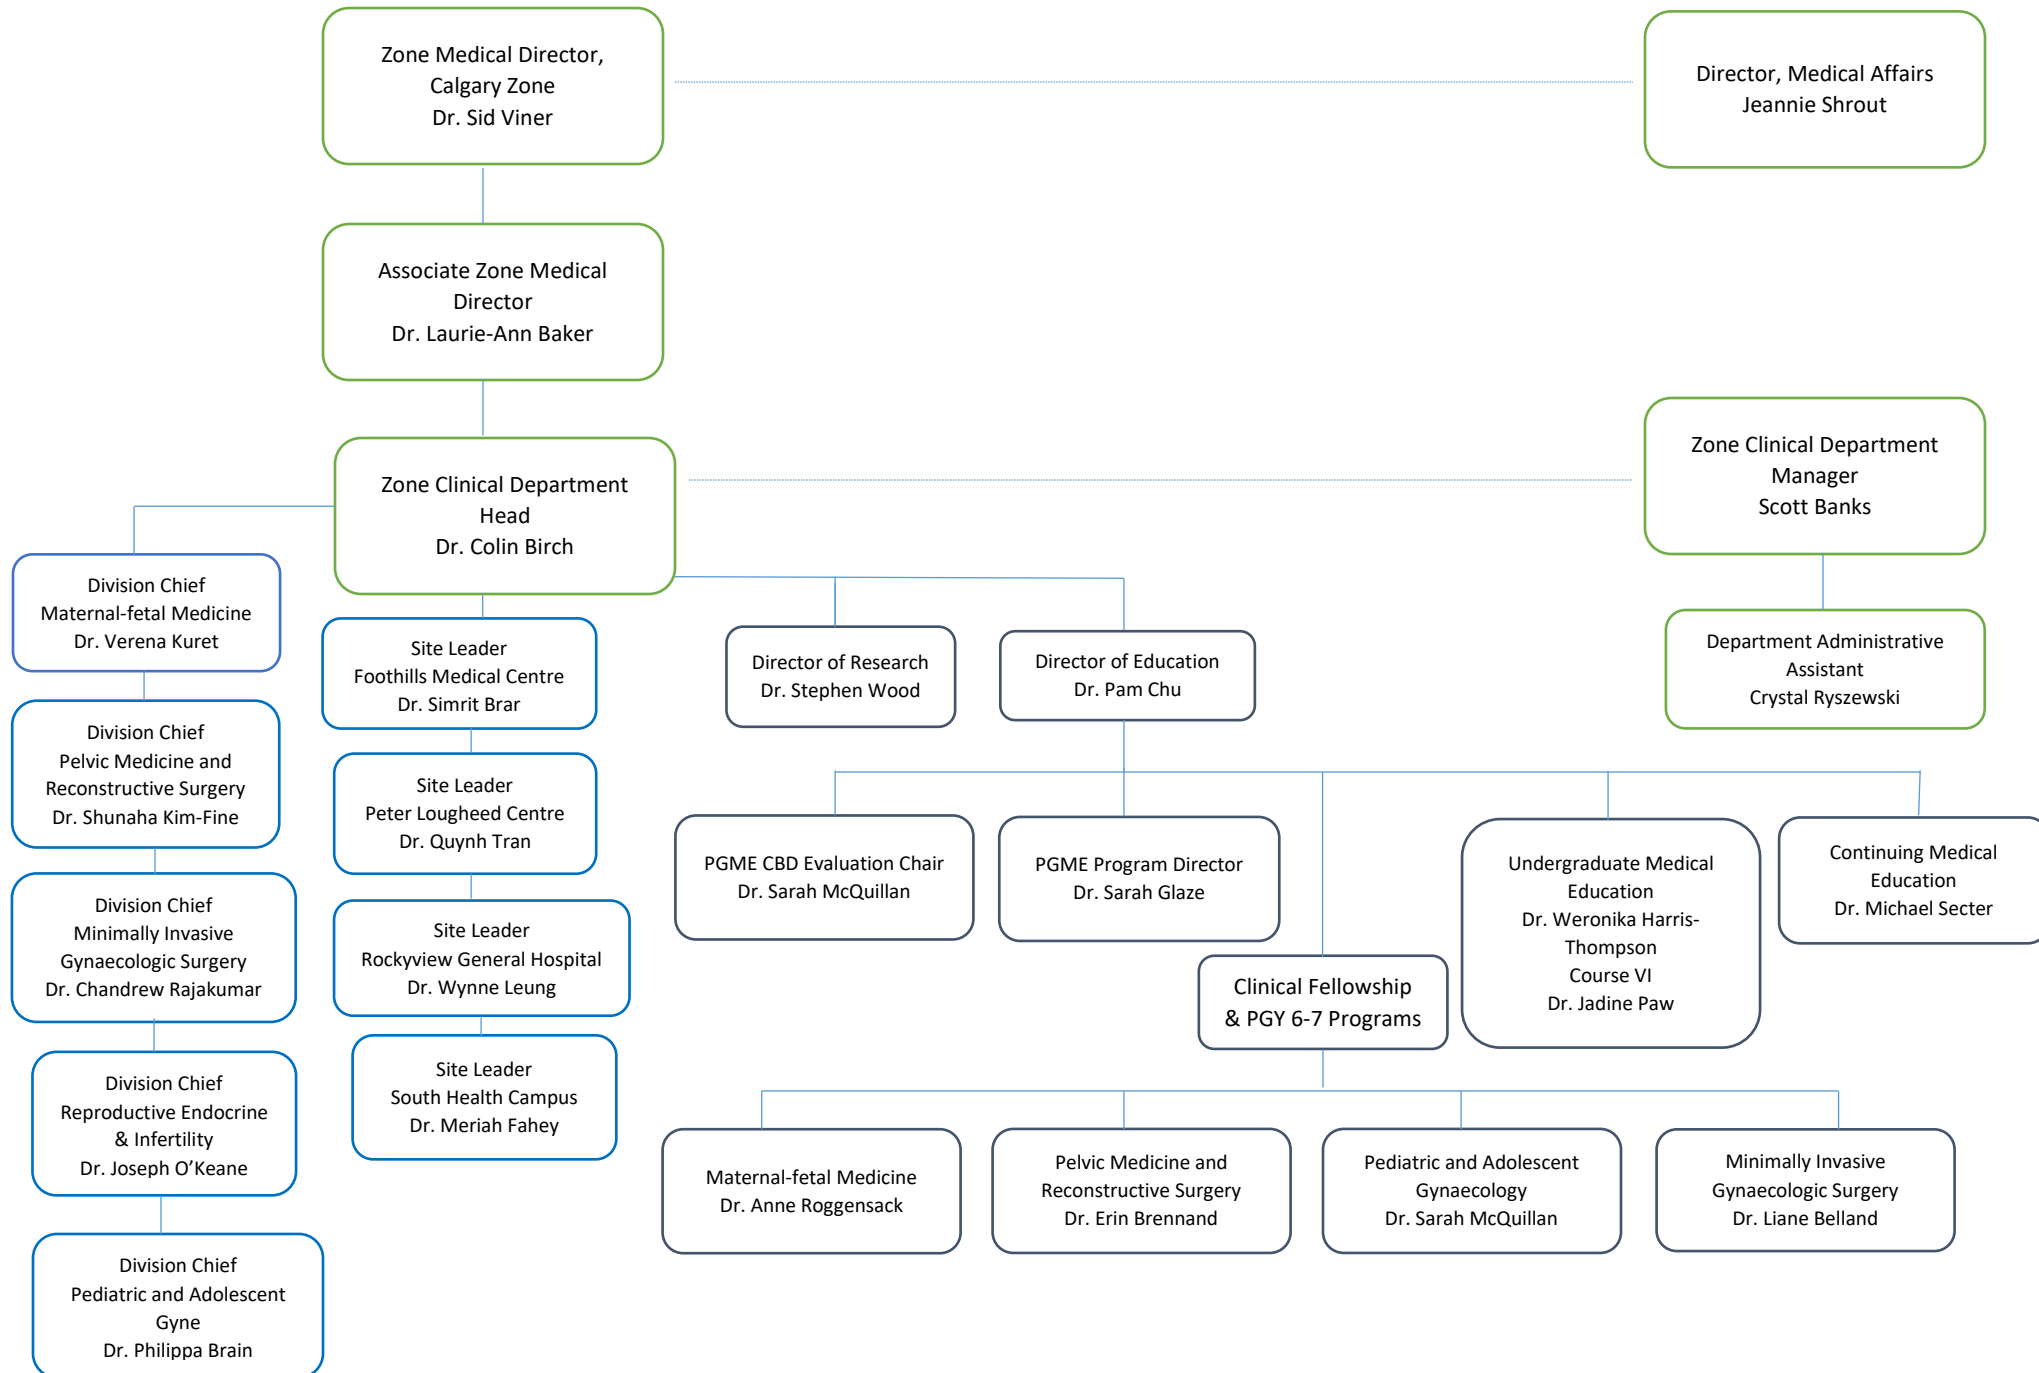 Zone Medical Director,
Calgary Zone
Dr. Sid Viner
Director, Medical Affairs
Jeannie Shrout
Associate Zone Medical
Director
Dr. Laurie-Ann Baker
Zone Clinical Department
Head
Dr. Colin Birch
Zone Clinical Department
Manager
Scott Banks
Department Administrative
Assistant
Crystal Ryszewski
Division Chief
Maternal-fetal Medicine
Dr. Verena Kuret
Division Chief
Pelvic Medicine and
Reconstructive Surgery
Dr. Shunaha Kim-Fine
Division Chief
Minimally Invasive
Gynaecologic Surgery
Dr. Chandrew Rajakumar
Division Chief
Reproductive Endocrine
& Infertility
Dr. Joseph O’Keane
Division Chief
Pediatric and Adolescent
Gyne
Dr. Philippa Brain
Site Leader
Foothills Medical Centre
Dr. Simrit Brar
Site Leader
Peter Lougheed Centre
Dr. Quynh Tran
Site Leader
Rockyview General Hospital
Dr. Wynne Leung
Site Leader
South Health Campus
Dr. Meriah Fahey
Director of Research
Dr. Stephen Wood
Director of Education
Dr. Pam Chu
PGME CBD Evaluation Chair
Dr. Sarah McQuillan
PGME Program Director
Dr. Sarah Glaze
Clinical Fellowship
& PGY 6-7 Programs
Undergraduate Medical
Education
Dr. Weronika Harris-
Thompson
Course VI
Dr. Jadine Paw
Continuing Medical
Education
Dr. Michael Secter
Maternal-fetal Medicine
Dr. Anne Roggensack
Pelvic Medicine and
Reconstructive Surgery
Dr. Erin Brennand
Pediatric and Adolescent
Gynaecology
Dr. Sarah McQuillan
Minimally Invasive
Gynaecologic Surgery
Dr. Liane Belland